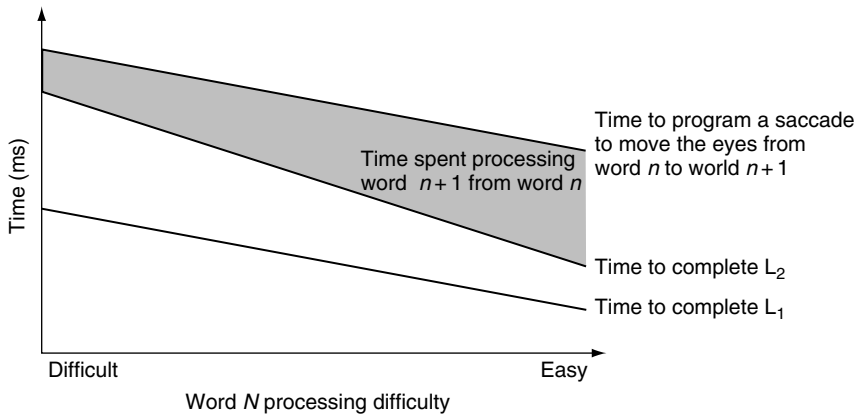 Time (ms)
Time spent processing
word n + 1 from word n
Time to program a saccade
to move the eyes from
word n to world n + 1
Time to complete L₂
Time to complete L₁
Difficult
Easy
Word N processing difficulty